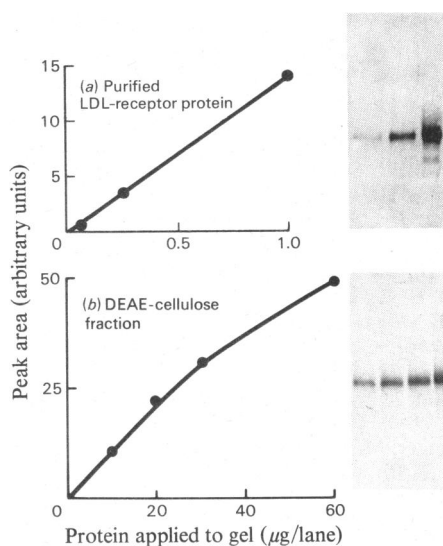 15
(a) Purified
LDL-receptor protein
10
5
0
0.5
1.0
Peak area (arbitrary units)
50
(b) DEAE-cellulose
fraction
25
0
20
40
60
Protein applied to gel (μg/lane)